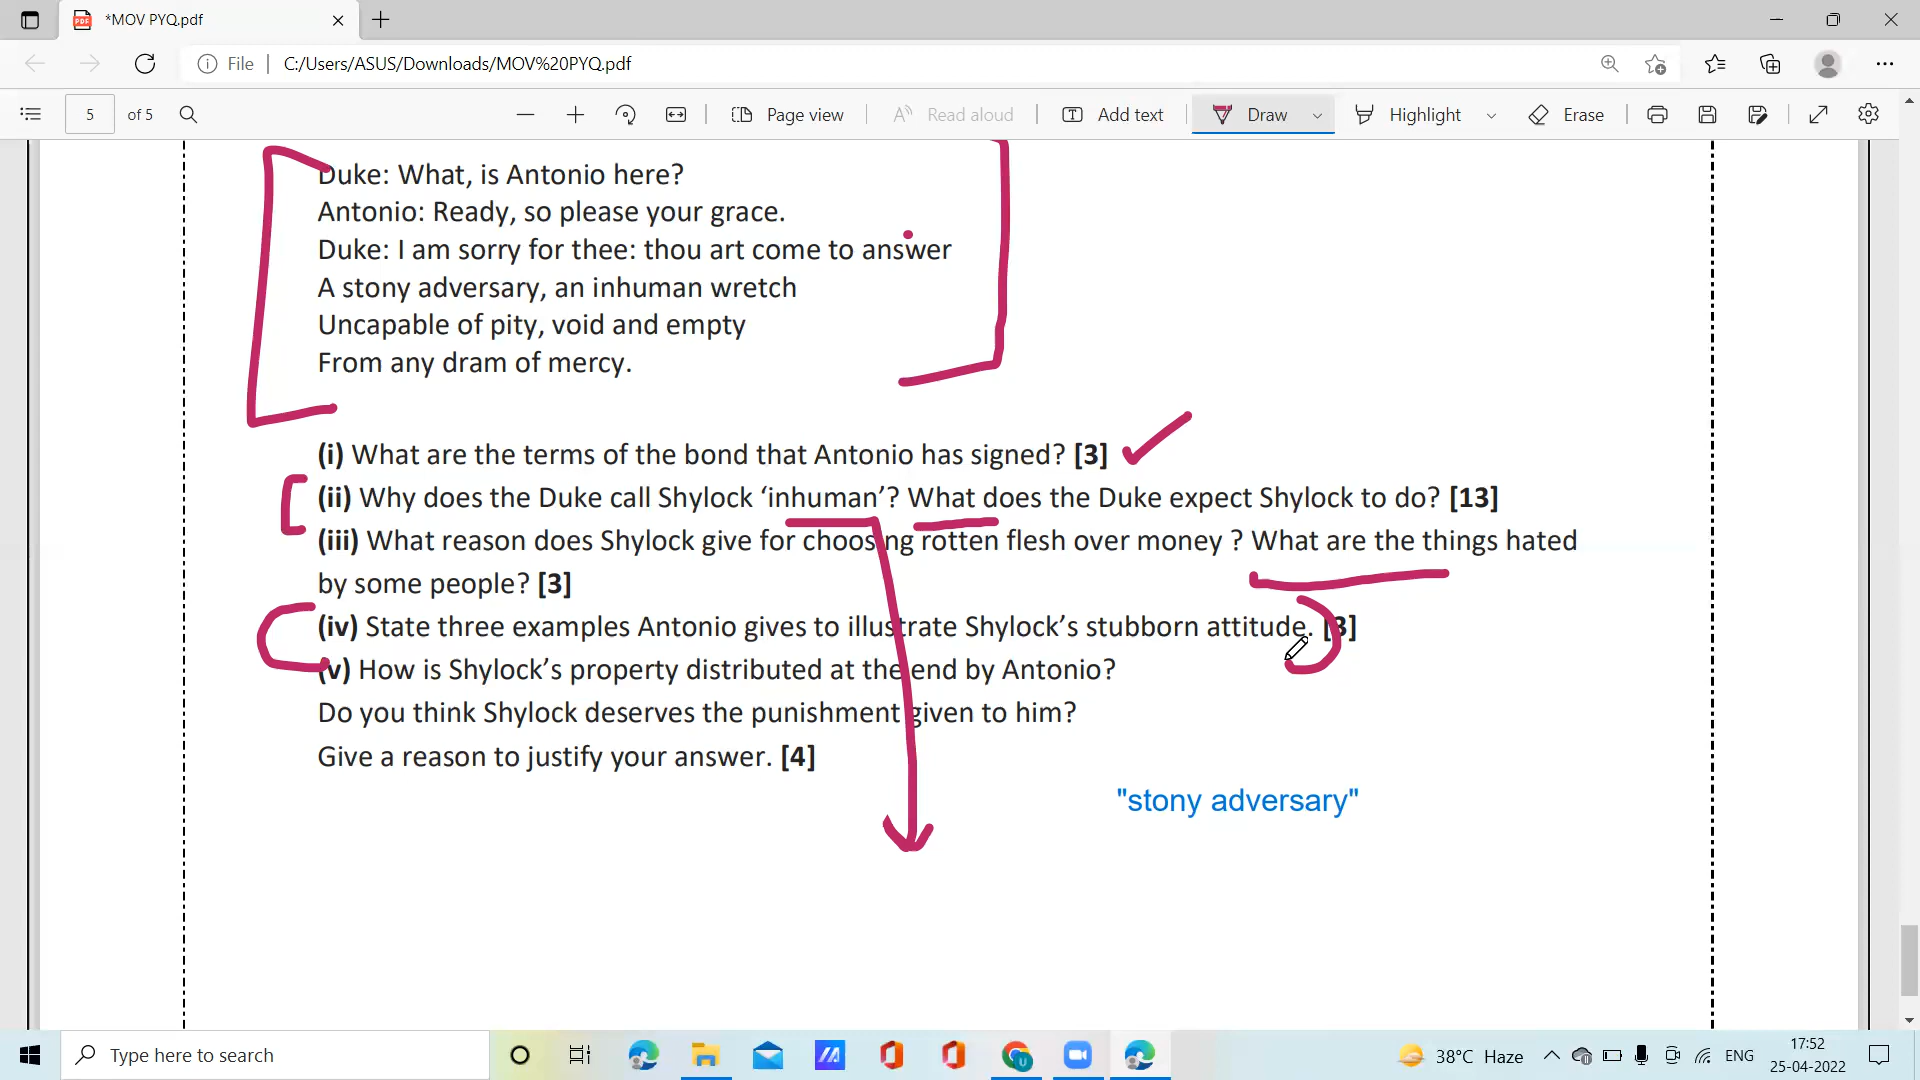 *MOV PYQ.pdf
File
C:/Users/ASUS/Downloads/MOV%20PYQ.pdf
5 of 5
Page view
Read aloud
Add text
Draw
Highlight
Erase
Duke: What, is Antonio here?
Antonio: Ready, so please your grace.
Duke: I am sorry for thee: thou art come to answer
A stony adversary, an inhuman wretch
Uncapable of pity, void and empty
From any dram of mercy.
(i) What are the terms of the bond that Antonio has signed? [3]
(ii) Why does the Duke call Shylock ‘inhuman’? What does the Duke expect Shylock to do? [13]
(iii) What reason does Shylock give for choosing rotten flesh over money ? What are the things hated
by some people? [3]
(iv) State three examples Antonio gives to illustrate Shylock’s stubborn attitude. [3]
(v) How is Shylock’s property distributed at the end by Antonio?
Do you think Shylock deserves the punishment given to him?
Give a reason to justify your answer. [4]
"stony adversary"
Type here to search
38°C Haze
ENG
17:52
25-04-2022